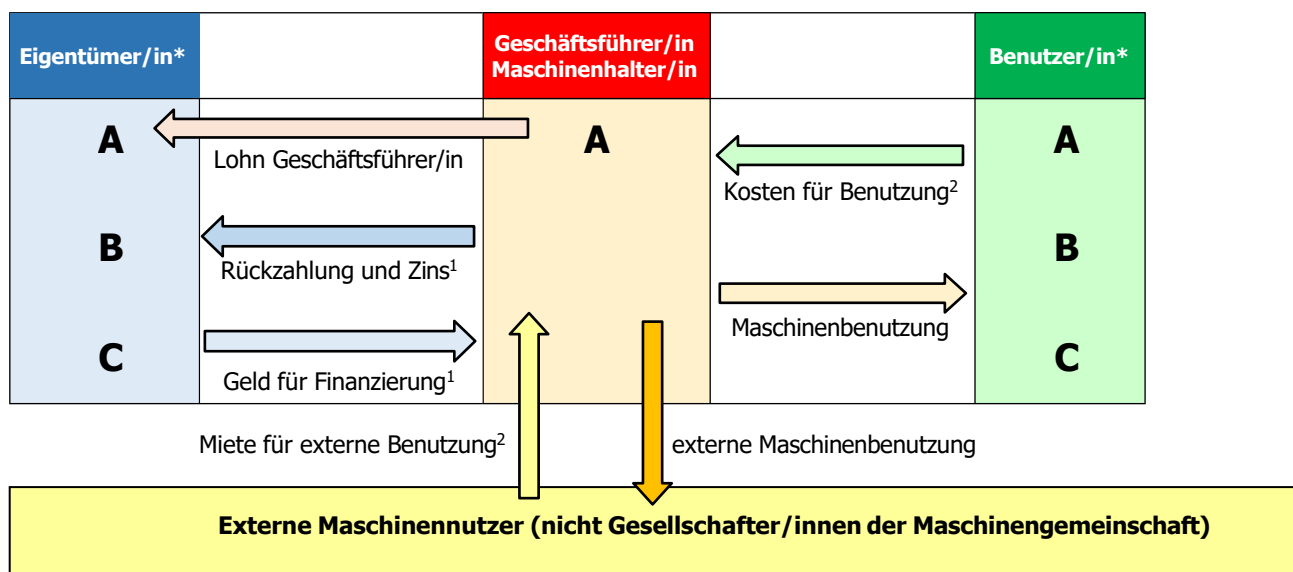 Eigentümer/in*
Geschäftsführer/in
Maschinenhalter/in
Benutzer/in*
A
Lohn Geschäftsführer/in
A
Kosten für Benutzung²
A
B
Rückzahlung und Zins¹
B
Maschinenbenutzung
C
Geld für Finanzierung¹
C
Miete für externe Benutzung²
externe Maschinenbenutzung
Externe Maschinennutzer (nicht Gesellschafter/innen der Maschinengemeinschaft)